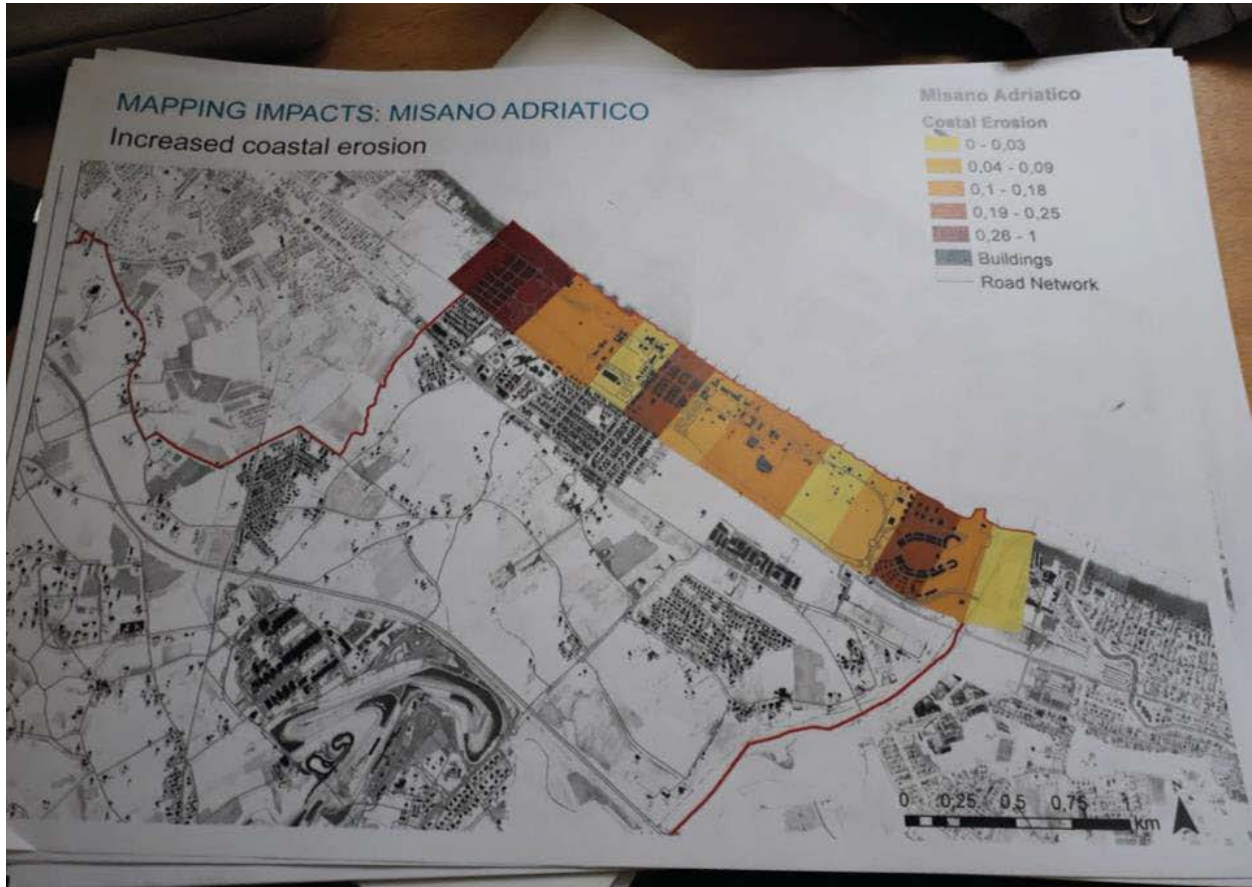 MAPPING IMPACTS: MISANO ADRIATICO
Increased coastal erosion
Misano Adriatico
Costal Erosion
0 - 0,03
0,04 - 0,09
0,1 - 0,18
0,19 - 0,25
0,26 - 1
Buildings
Road Network
0 0,25 0,5 0,75 1
km
N